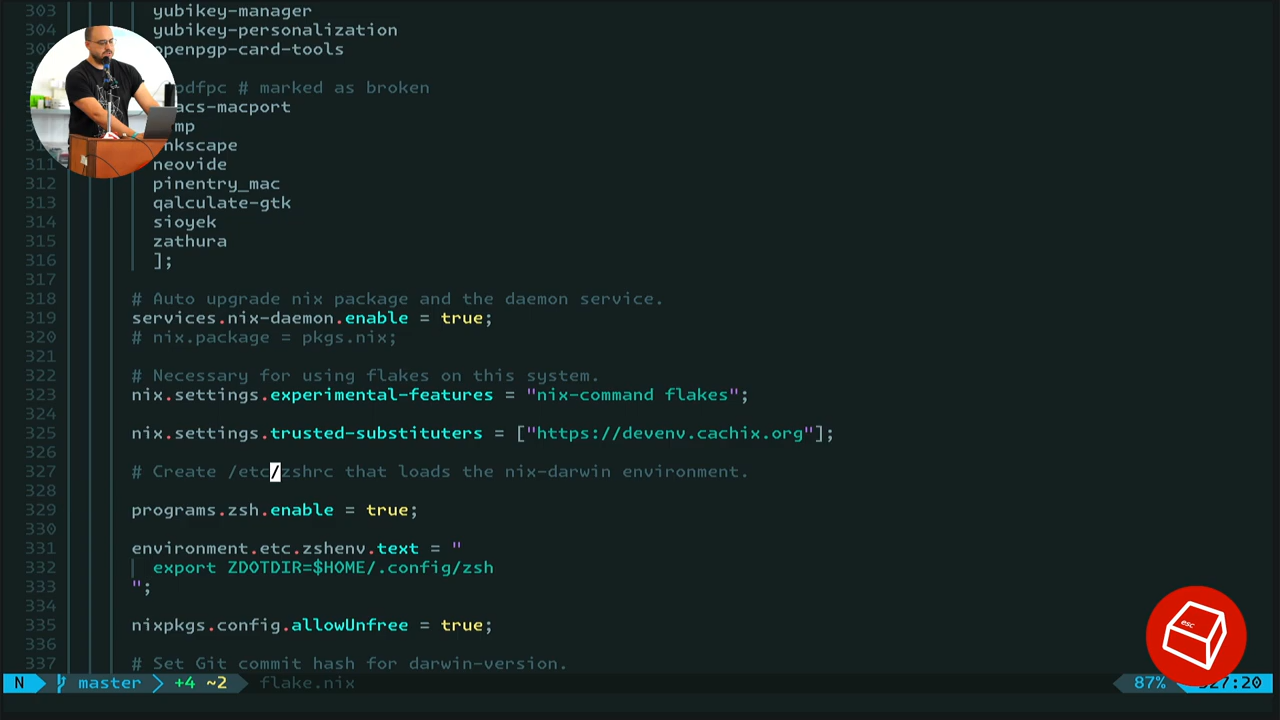 303 yubikey-manager
304 yubikey-personalization
openpgp-card-tools
# marked as broken
macport
neovide
311
312 pinentry_mac
313 qalculate-gtk
314 sioyek
315 zathura
316 ];
317
318 # Auto upgrade nix package and the daemon service.
319 services.nix-daemon.enable = true;
320 # nix.package = pkgs.nix;
321
322 # Necessary for using flakes on this system.
323 nix.settings.experimental-features = "nix-command flakes";
324
325 nix.settings.trusted-substituters = ["https://devenv.cachix.org"];
326
327 # Create /etc/zshrc that loads the nix-darwin environment.
328
329 programs.zsh.enable = true;
330
331 environment.etc.zshenv.text = "
332 export ZDOTDIR=$HOME/.config/zsh
333 ";
334
335 nixpkgs.config.allowUnfree = true;
336
337 # Set Git commit hash for darwin-version.
N master +4 ~2 flake.nix 87% 327:20
esc